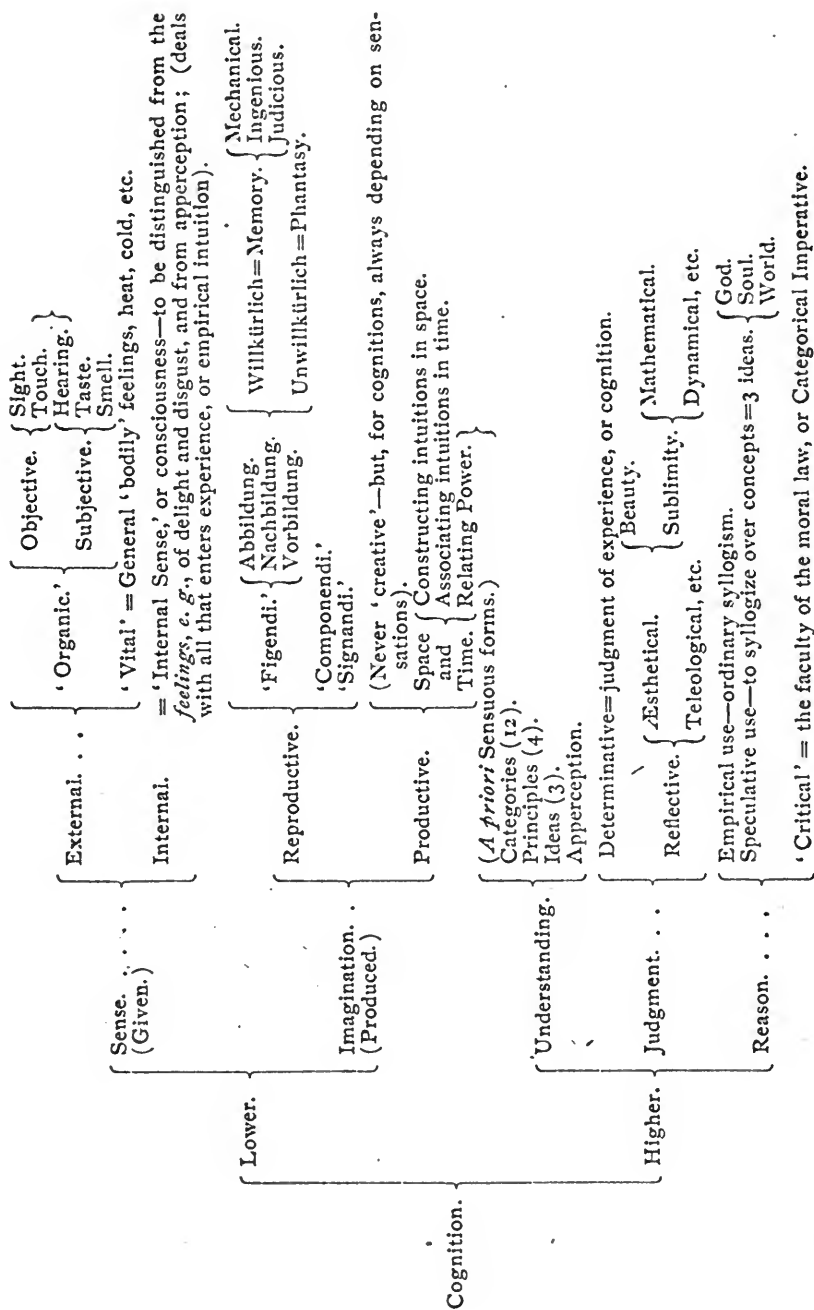 Cognition.
Lower.
Sense. . . . .
(Given.)
External. . .
'Organic.'
Objective.
Sight.
Touch.
Hearing.
Subjective.
Taste.
Smell.
'Vital' = General 'bodily' feelings, heat, cold, etc.
Internal.
= 'Internal Sense,' or consciousness—to be distinguished from the
feelings, e. g., of delight and disgust, and from apperception; (deals
with all that enters experience, or empirical intuition).
Imagination. .
(Produced.)
Reproductive.
'Figendi.'
Abbildung.
Nachbildung.
Vorbildung.
Willkürlich=Memory.
Mechanical.
Ingenious.
Judicious.
Unwillkürlich=Phantasy.
'Componendi.'
'Signandi.'
Productive.
(Never 'creative'—but, for cognitions, always depending on sen-
sations).
Space
and
Time.
Constructing intuitions in space.
Associating intuitions in time.
Relating Power.
Higher.
Understanding.
(A priori Sensuous forms.)
Categories (12).
Principles (4).
Ideas (3).
Apperception.
Judgment. . .
Determinative=judgment of experience, or cognition.
Reflective.
Æsthetical.
Beauty.
Sublimity.
Mathematical.
Dynamical, etc.
Teleological, etc.
Reason. . . .
Empirical use—ordinary syllogism.
Speculative use—to syllogize over concepts=3 ideas.
God.
Soul.
World.
'Critical' = the faculty of the moral law, or Categorical Imperative.